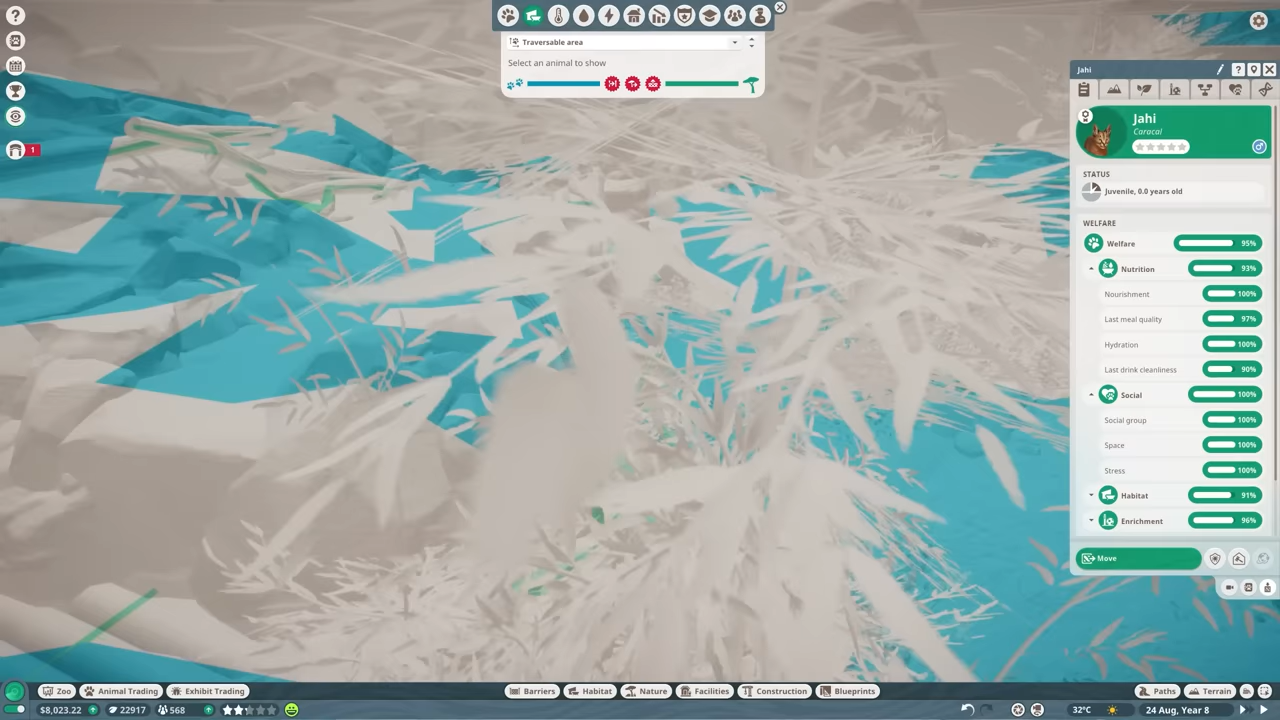 Traversable area
Select an animal to show
1
Jahi
Jahi
Caracal
STATUS
Juvenile, 0.0 years old
WELFARE
Welfare 95%
Nutrition 93%
Nourishment 100%
Last meal quality 97%
Hydration 100%
Last drink cleanliness 90%
Social 100%
Social group 100%
Space 100%
Stress 100%
Habitat 91%
Enrichment 96%
Move
Zoo Animal Trading Exhibit Trading Barriers Habitat Nature Facilities Construction Blueprints Paths Terrain
$8,023.22 22917 568 32°C 24 Aug, Year 8